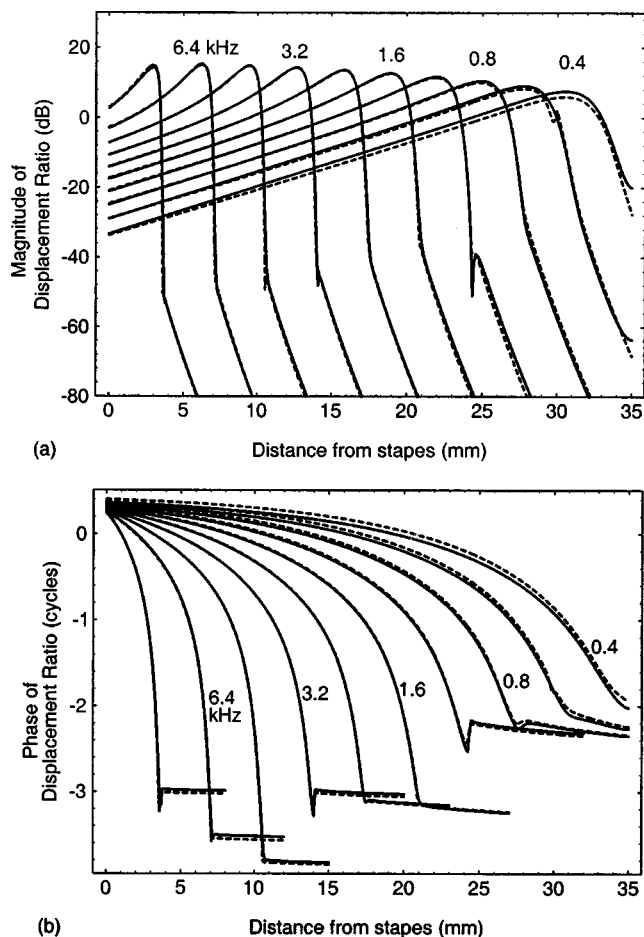 6.4 kHz 3.2 1.6 0.8 0.4
20
0
-20
-40
-60
-80
Magnitude of
Displacement Ratio (dB)
0 5 10 15 20 25 30 35
(a) Distance from stapes (mm)
0
-1
-2
-3
Phase of
Displacement Ratio (cycles)
6.4
kHz
3.2
1.6
0.8
0.4
0 5 10 15 20 25 30 35
(b) Distance from stapes (mm)